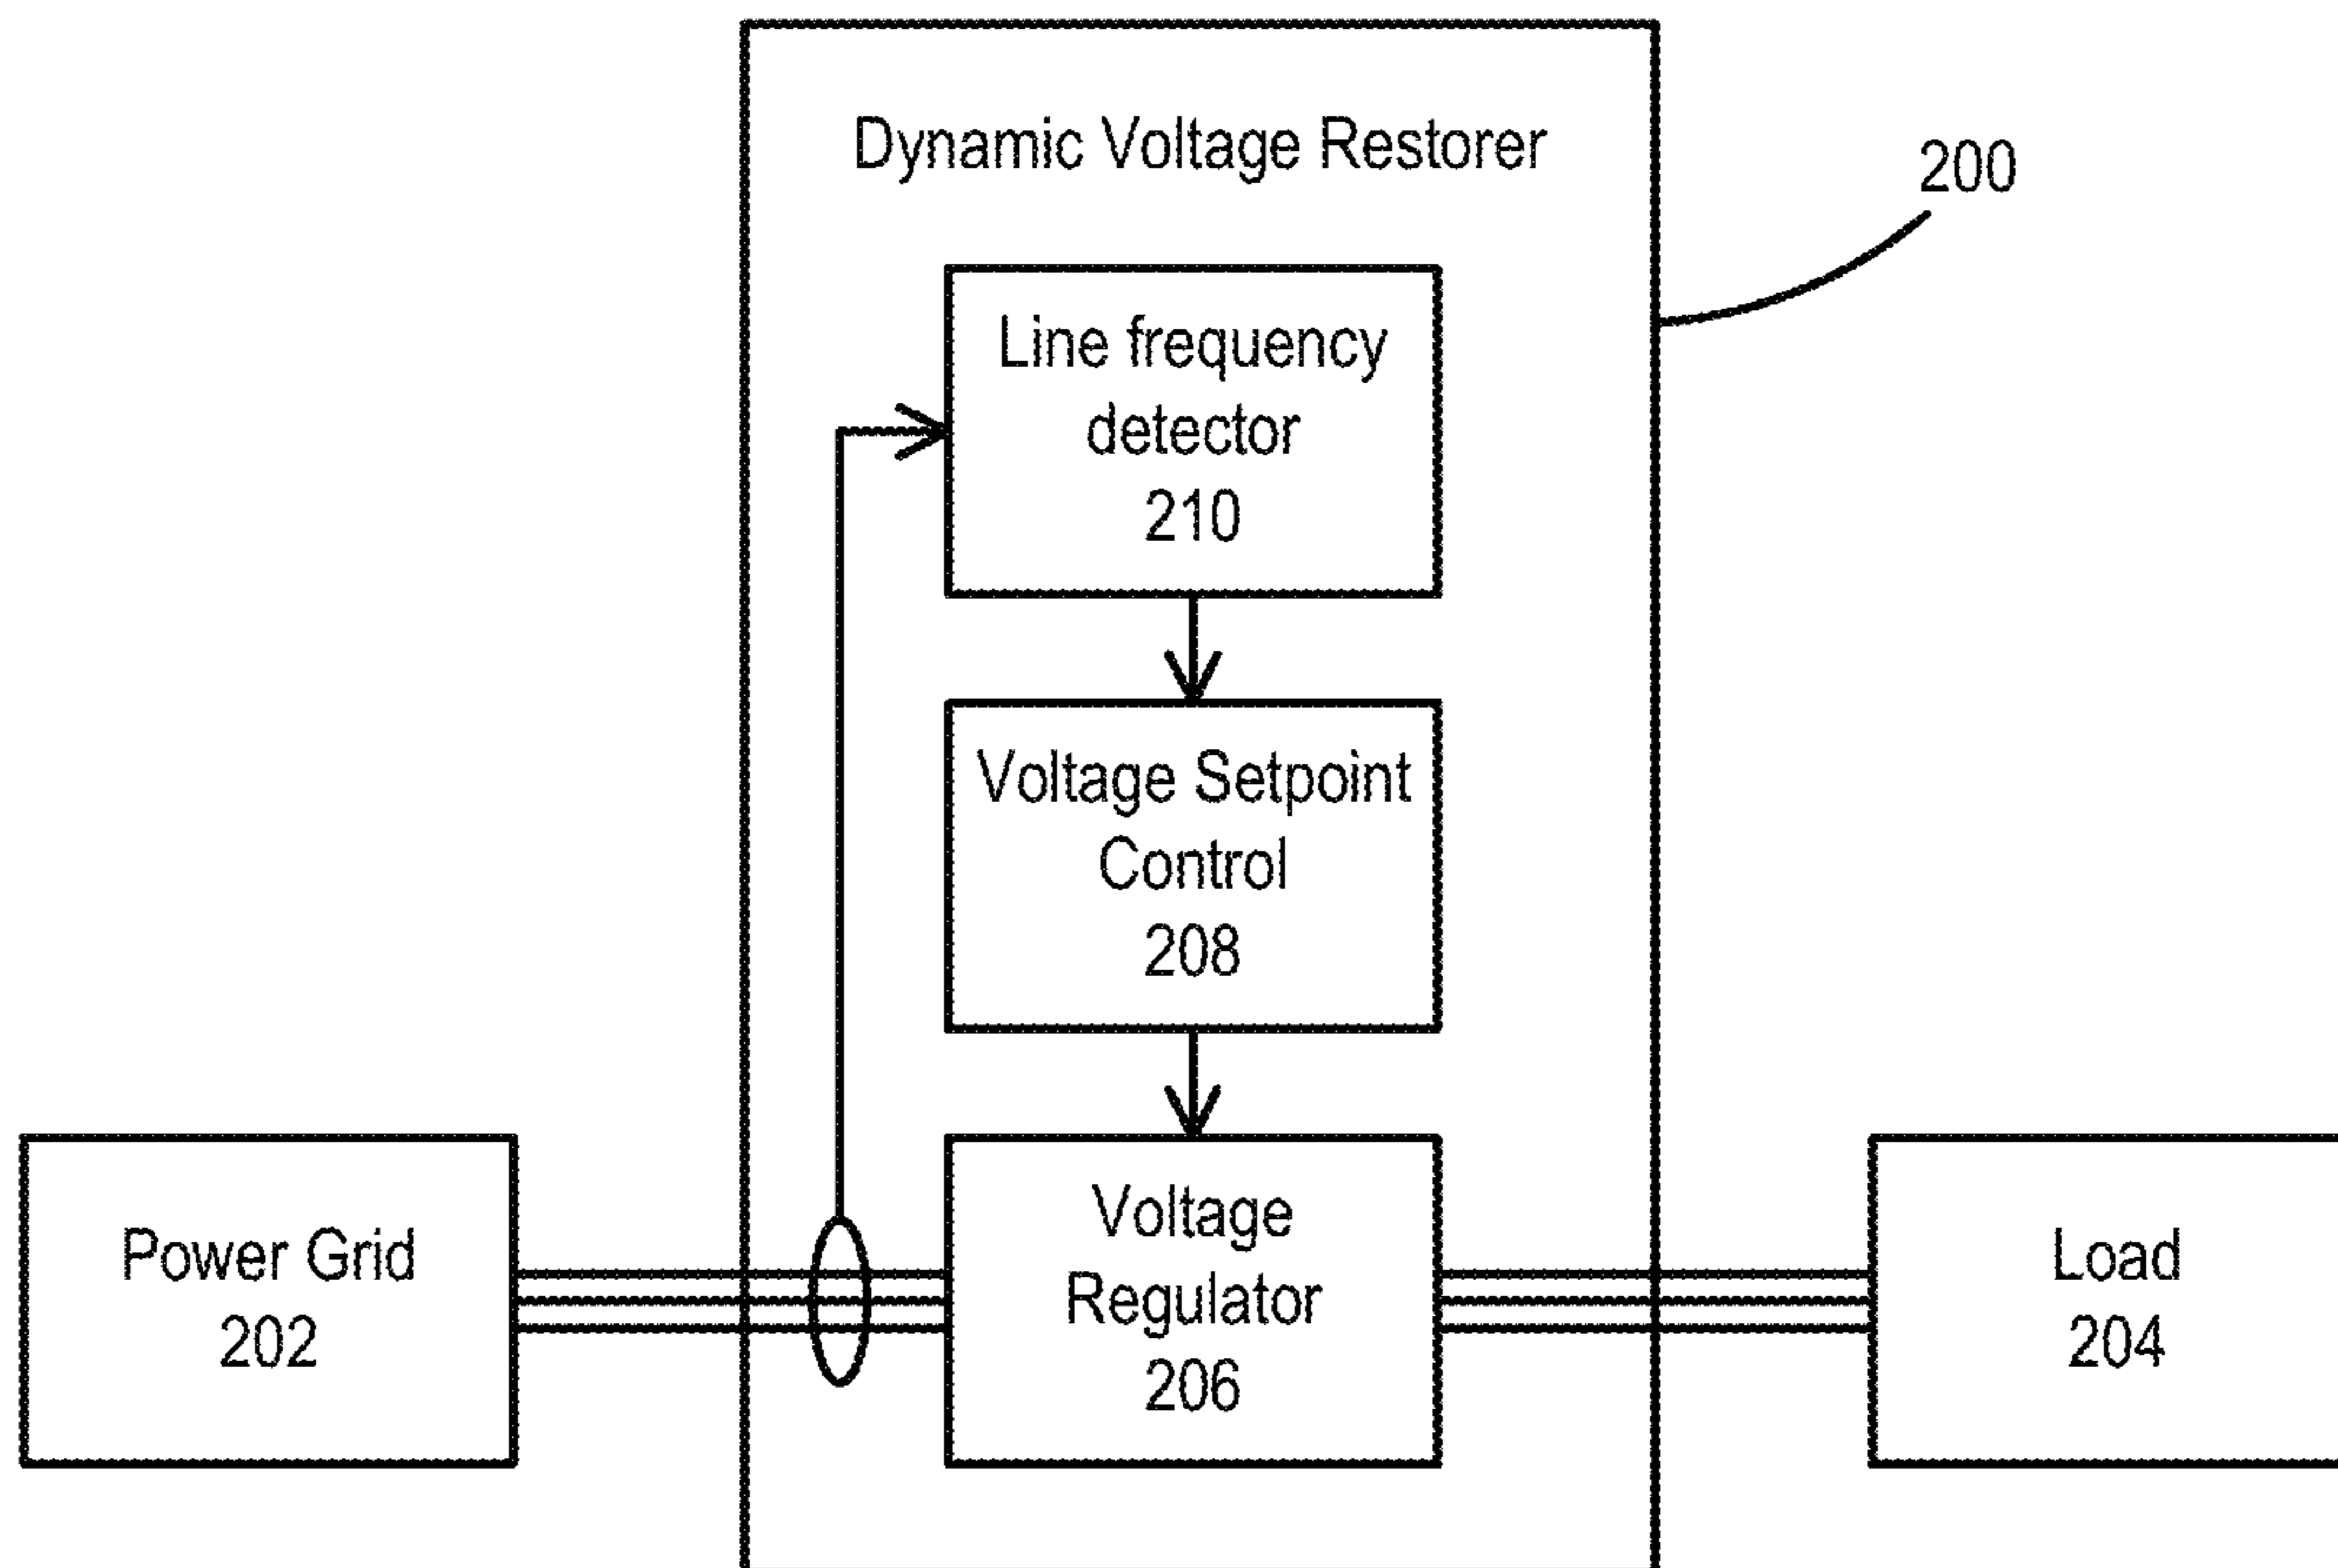 Dynamic Voltage Restorer
200
Line frequency
detector
210
Voltage Setpoint
Control
208
Power Grid
202
Voltage
Regulator
206
Load
204